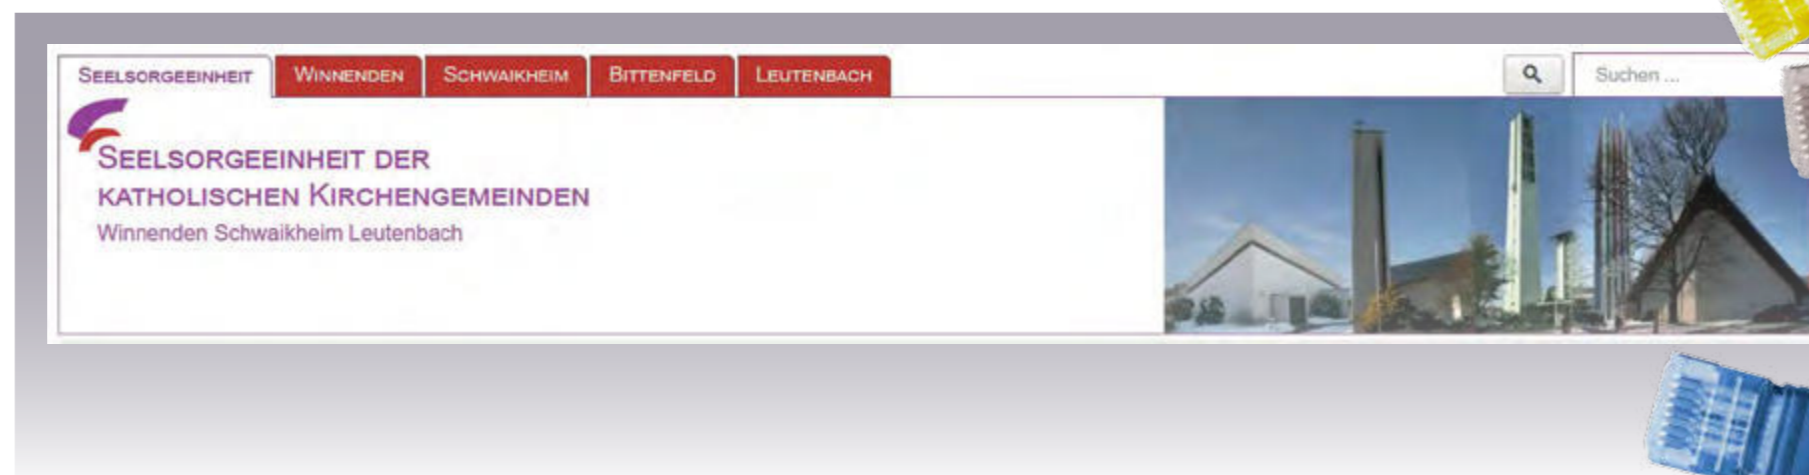 Seelsorgeeinheit Winnenden Schwaikheim Bittenfeld Leutenbach
Suchen ...
Seelsorgeeinheit der
katholischen Kirchengemeinden
Winnenden Schwaikheim Leutenbach